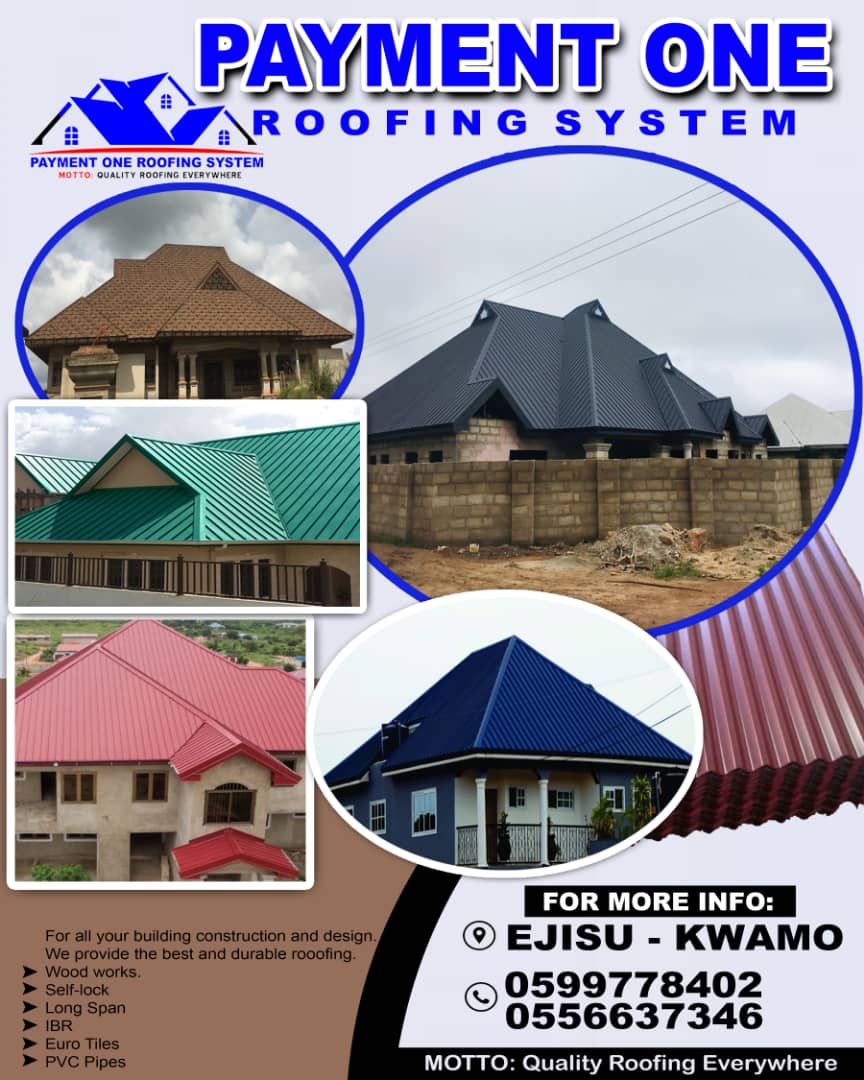 PAYMENT ONE
ROOFING SYSTEM
PAYMENT ONE ROOFING SYSTEM
MOTTO: QUALITY ROOFING EVERYWHERE
For all your building construction and design.
We provide the best and durable rooofing.
Wood works.
Self-lock
Long Span
IBR
Euro Tiles
PVC Pipes
FOR MORE INFO:
EJISU - KWAMO
0599778402
0556637346
MOTTO: Quality Roofing Everywhere